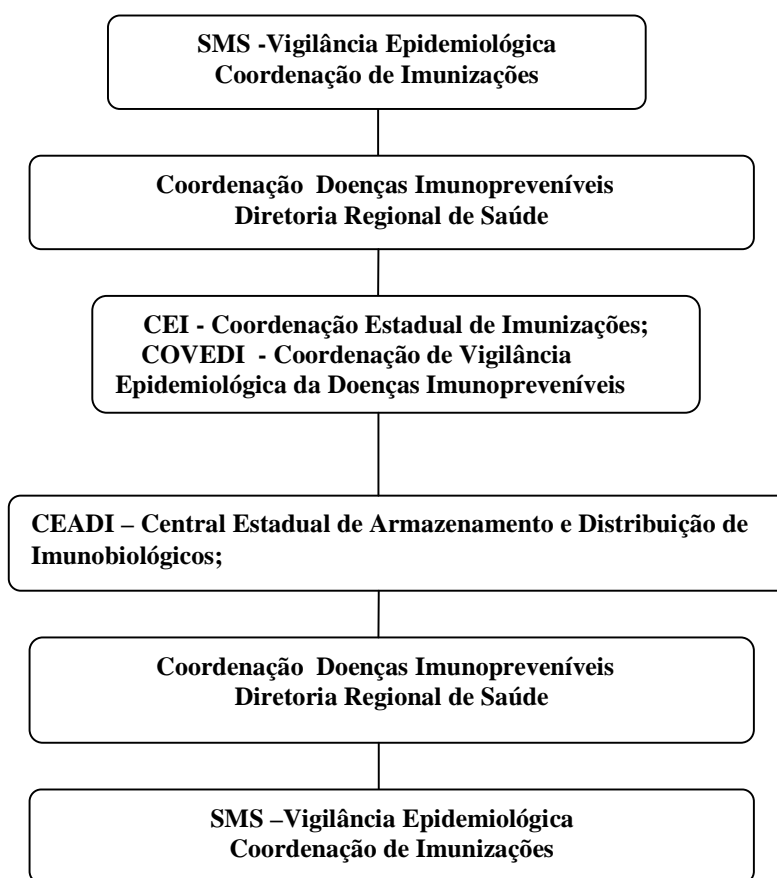 SMS -Vigilância Epidemiológica
Coordenação de Imunizações
Coordenação Doenças Imunopreveníveis
Diretoria Regional de Saúde
CEI - Coordenação Estadual de Imunizações;
COVEDI - Coordenação de Vigilância
Epidemiológica da Doenças Imunopreveníveis
CEADI – Central Estadual de Armazenamento e Distribuição de
Imunobiológicos;
Coordenação Doenças Imunopreveníveis
Diretoria Regional de Saúde
SMS –Vigilância Epidemiológica
Coordenação de Imunizações